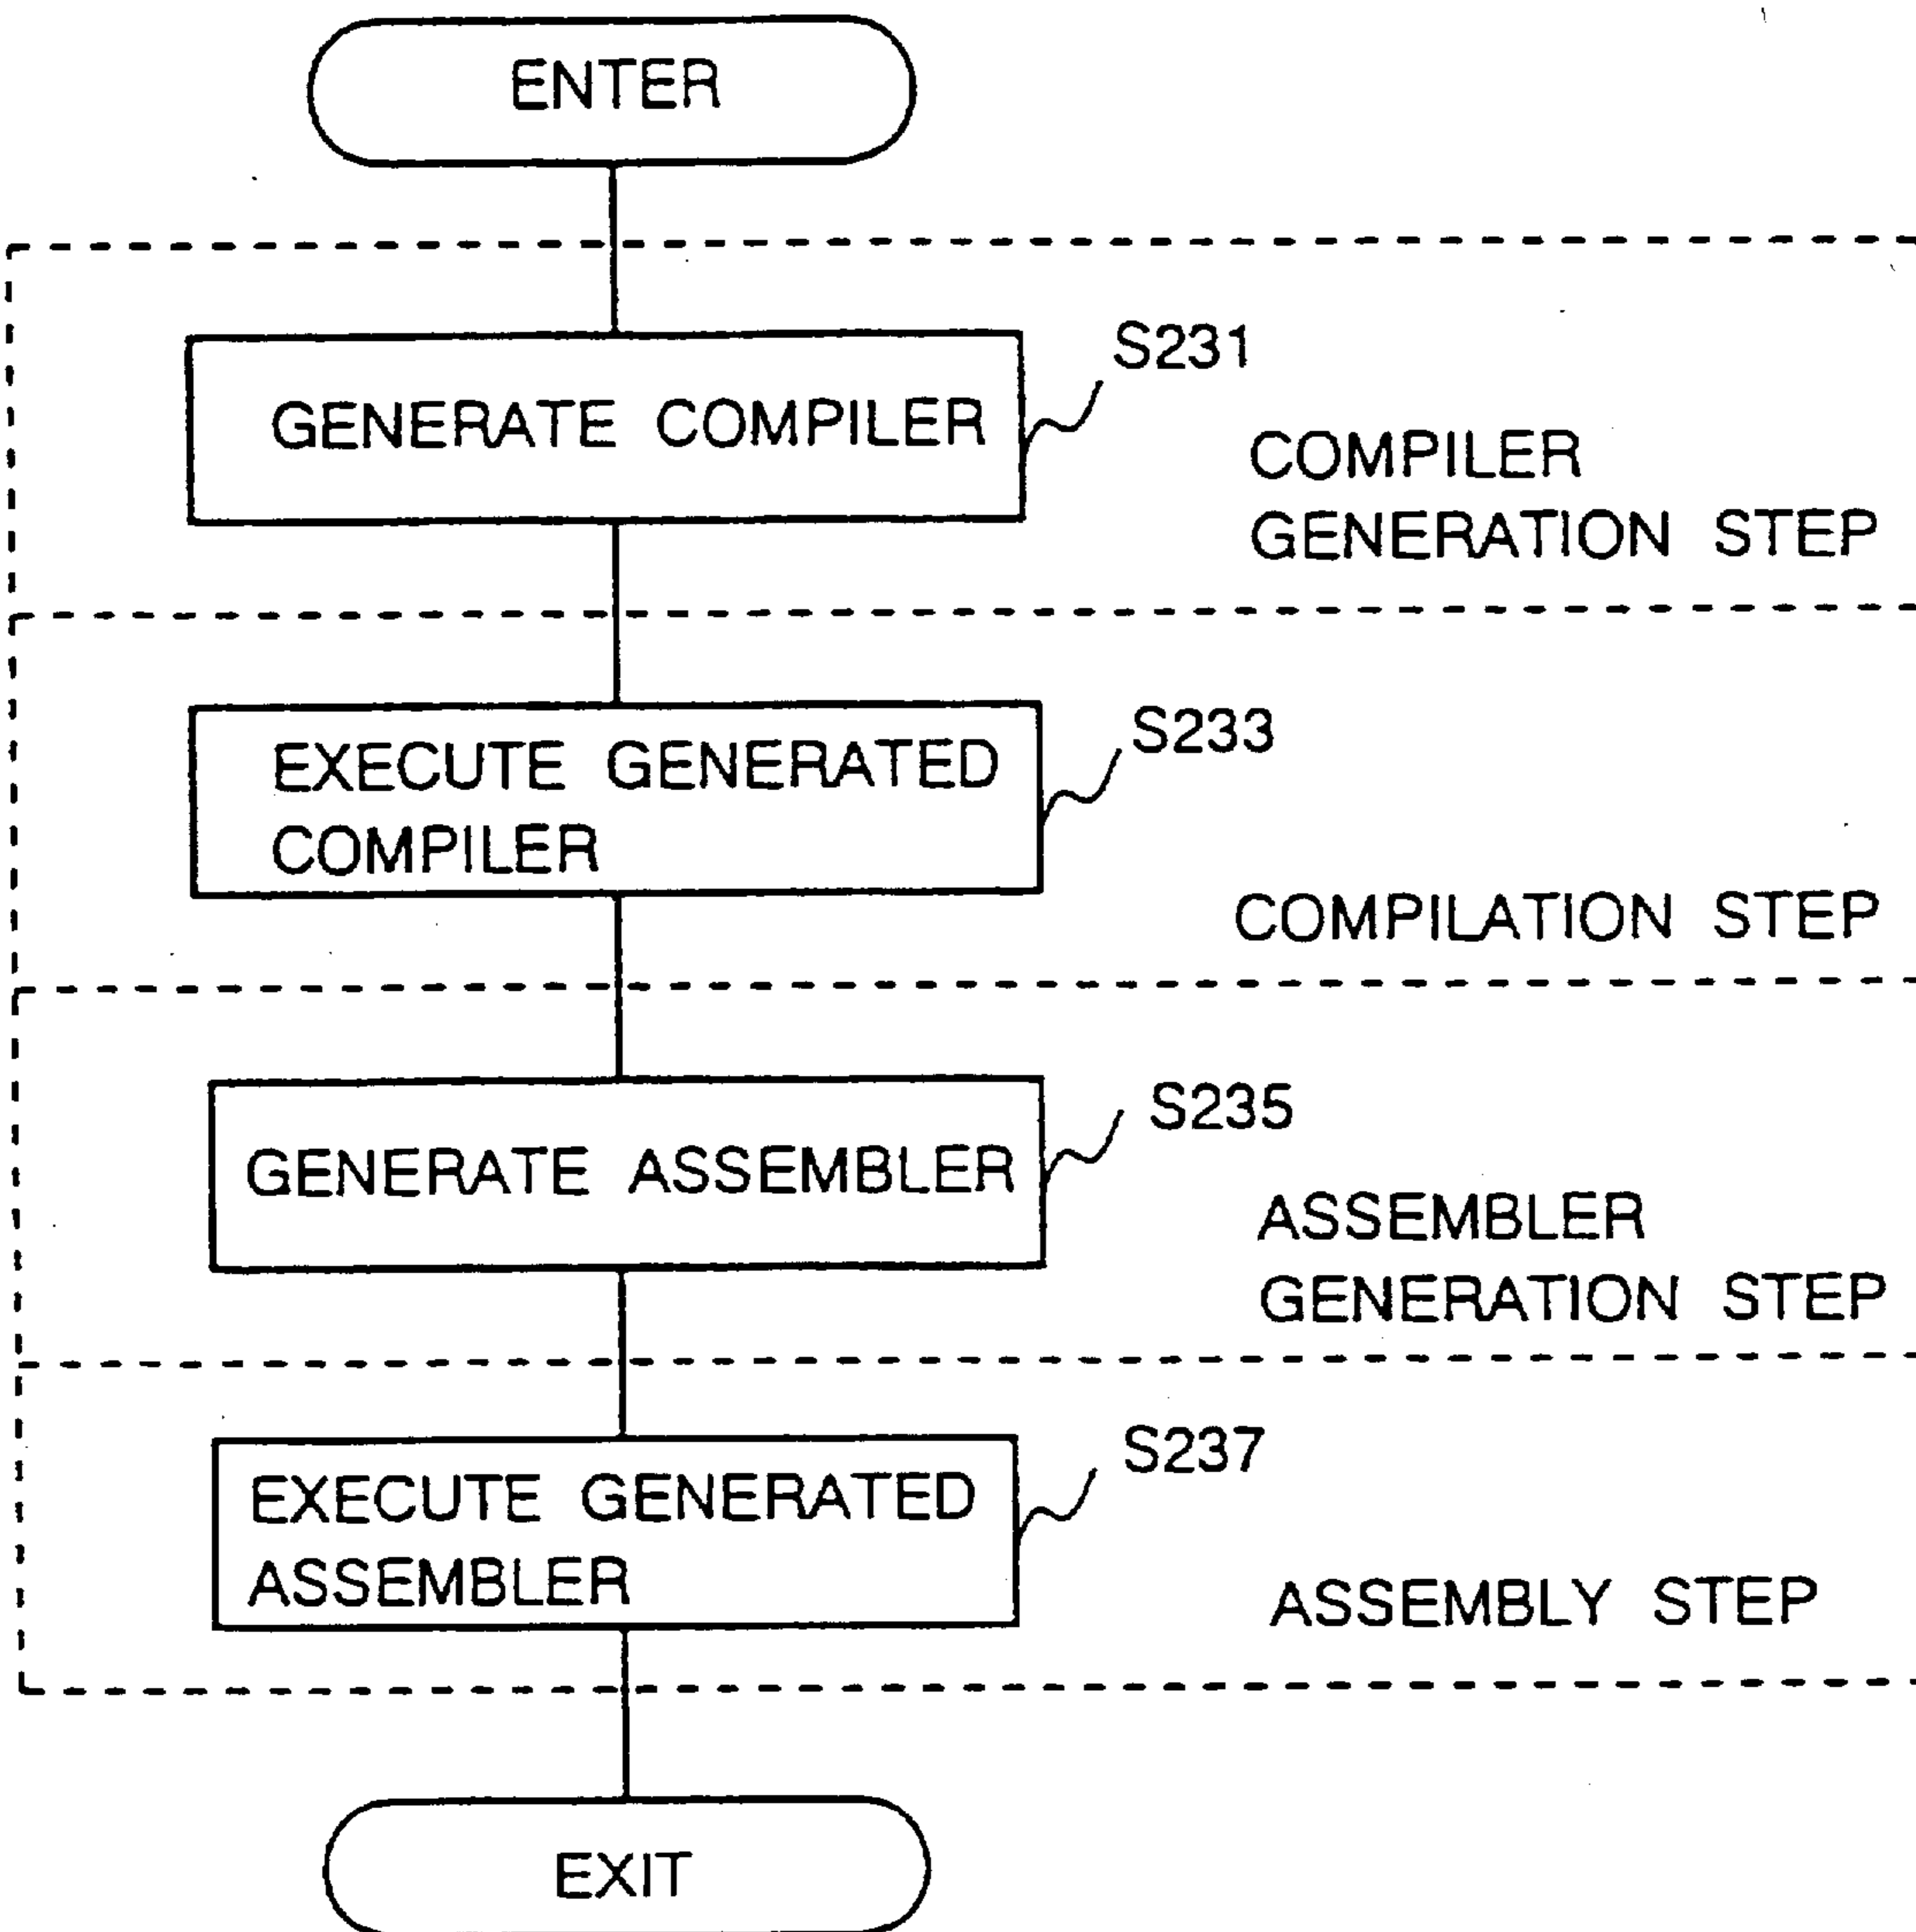 ENTER
S231
GENERATE COMPILER
COMPILER
GENERATION STEP
S233
EXECUTE GENERATED
COMPILER
COMPILATION STEP
S235
GENERATE ASSEMBLER
ASSEMBLER
GENERATION STEP
S237
EXECUTE GENERATED
ASSEMBLER
ASSEMBLY STEP
EXIT